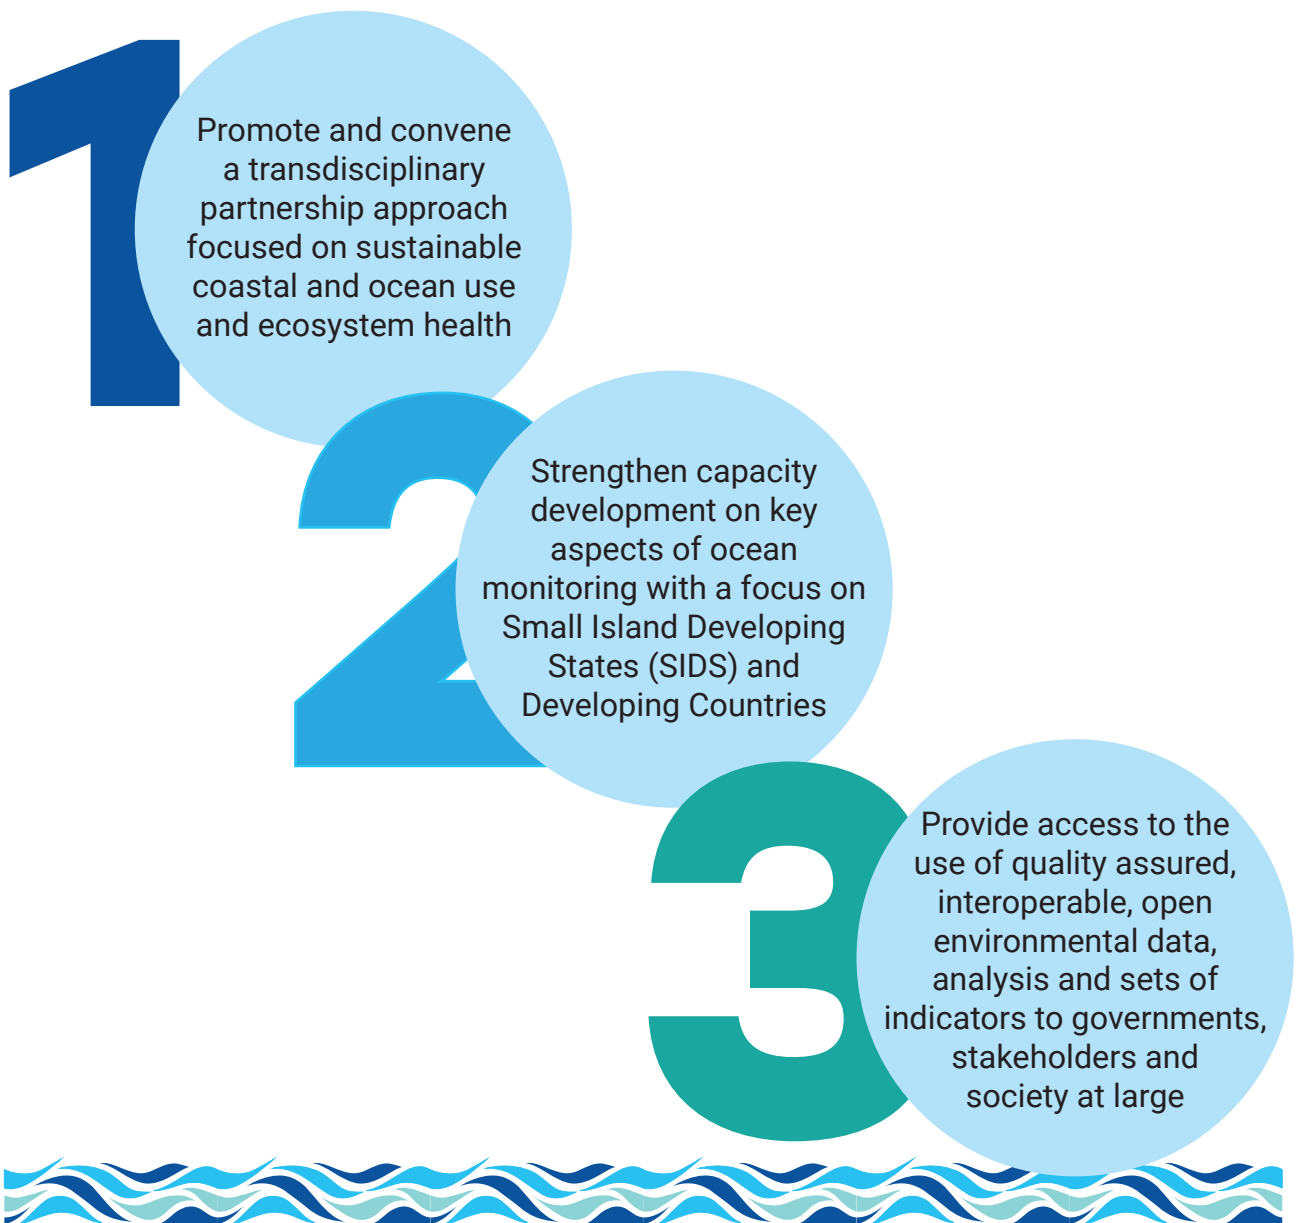 1
Promote and convene
a transdisciplinary
partnership approach
focused on sustainable
coastal and ocean use
and ecosystem health
2
Strengthen capacity
development on key
aspects of ocean
monitoring with a focus on
Small Island Developing
States (SIDS) and
Developing Countries
3
Provide access to the
use of quality assured,
interoperable, open
environmental data,
analysis and sets of
indicators to governments,
stakeholders and
society at large